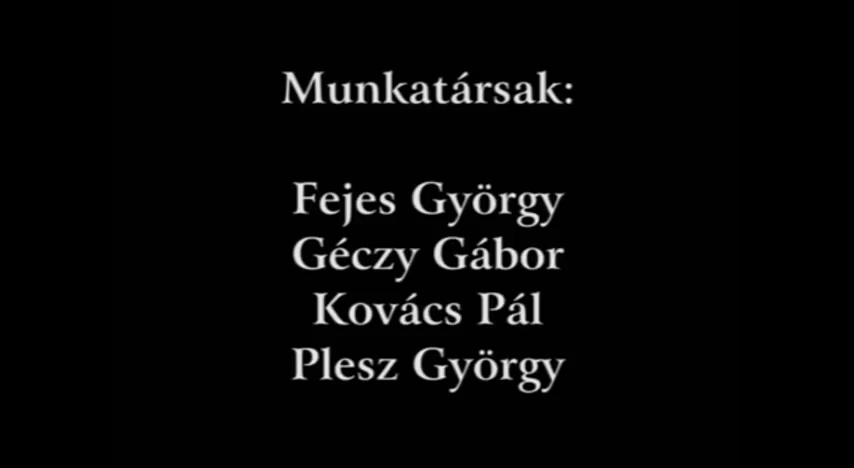 Munkatársak:
Fejes György
Géczy Gábor
Kovács Pál
Plesz György